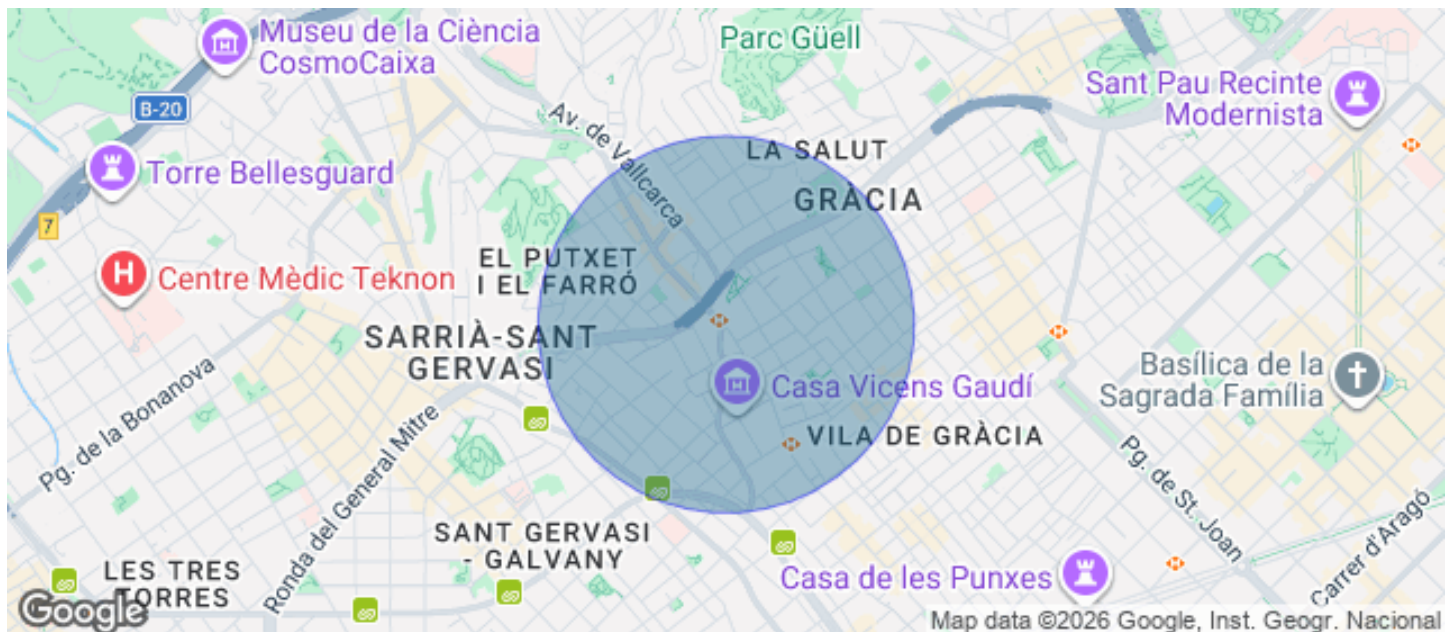 Museu de la Ciència
CosmoCaixa
Parc Güell
Sant Pau Recinte
Modernista
B-20
Av. de Vallcarca
LA SALUT
Torre Bellesguard
GRÀCIA
7
EL PUTXET
I EL FARRÓ
H
Centre Mèdic Teknon
SARRIÀ-SANT
GERVASI
Basílica de la
Sagrada Família
Casa Vicens Gaudí
Pg. de la Bonanova
Ronda del General Mitre
VILA DE GRÀCIA
Pg. de St. Joan
SANT GERVASI
- GALVANY
Carrer d'Aragó
LES TRES
TORRES
Casa de les Punxes
Google
Map data ©2026 Google, Inst. Geogr. Nacional